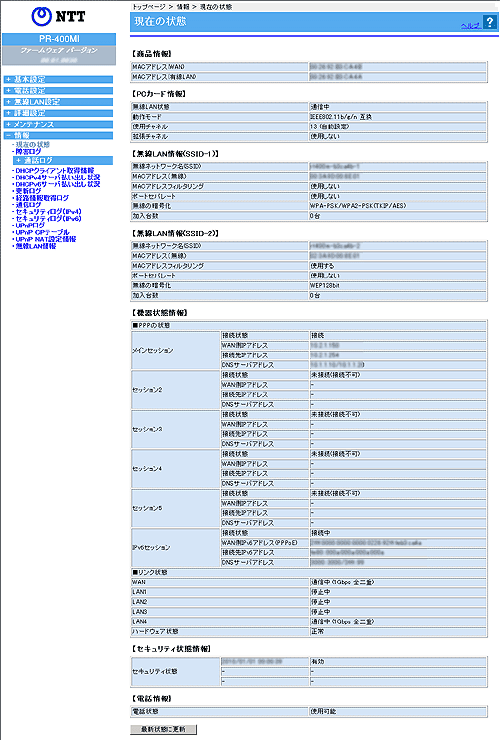 NTT
PR-400MI
ファームウェア バージョン
+ 基本設定
+ 電話設定
+ 無線LAN設定
+ 詳細設定
+ メンテナンス
- 情報
・現在の状態
・障害ログ
+ 通話ログ
・DHCPクライアント取得情報
・DHCPv4サーバ払い出し状況
・DHCPv6サーバ払い出し状況
・更新ログ
・経路情報取得ログ
・通信ログ
・セキュリティログ(IPv4)
・セキュリティログ(IPv6)
・UPnPログ
・UPnP CPテーブル
・UPnP NAT設定情報
・無線LAN情報
トップページ > 情報 > 現在の状態
現在の状態
ヘルプ ?
【商品情報】
MACアドレス(WAN)
MACアドレス(有線LAN)
【PCカード情報】
無線LAN状態 通信中
動作モード IEEE802.11b/g/n 互換
使用チャネル 13 (自動設定)
拡張チャネル 使用しない
【無線LAN情報(SSID-1)】
無線ネットワーク名(SSID)
MACアドレス(無線)
MACアドレスフィルタリング 使用しない
ポートセパレート 使用しない
無線の暗号化 WPA-PSK/WPA2-PSK(TKIP/AES)
加入台数 0台
【無線LAN情報(SSID-2)】
無線ネットワーク名(SSID)
MACアドレス(無線)
MACアドレスフィルタリング 使用する
ポートセパレート 使用しない
無線の暗号化 WEP128bit
加入台数 0台
【機器状態情報】
■PPPの状態
メインセッション 接続状態 接続
WAN側IPアドレス
接続先IPアドレス
DNSサーバアドレス
セッション2 接続状態 未接続(接続不可)
WAN側IPアドレス -
接続先IPアドレス -
DNSサーバアドレス -
セッション3 接続状態 未接続(接続不可)
WAN側IPアドレス -
接続先IPアドレス -
DNSサーバアドレス -
セッション4 接続状態 未接続(接続不可)
WAN側IPアドレス -
接続先IPアドレス -
DNSサーバアドレス -
セッション5 接続状態 未接続(接続不可)
WAN側IPアドレス -
接続先IPアドレス -
DNSサーバアドレス -
IPv6セッション 接続状態 接続中
WAN側IPv6アドレス(PPPoE)
接続先IPv6アドレス
DNSサーバアドレス
■リンク状態
WAN 通信中 (1Gbps 全二重)
LAN1 停止中
LAN2 停止中
LAN3 停止中
LAN4 通信中 (1Gbps 全二重)
ハードウェア状態 正常
【セキュリティ状態情報】
セキュリティ状態 有効
- -
- -
【電話情報】
電話状態 使用可能
最新状態に更新